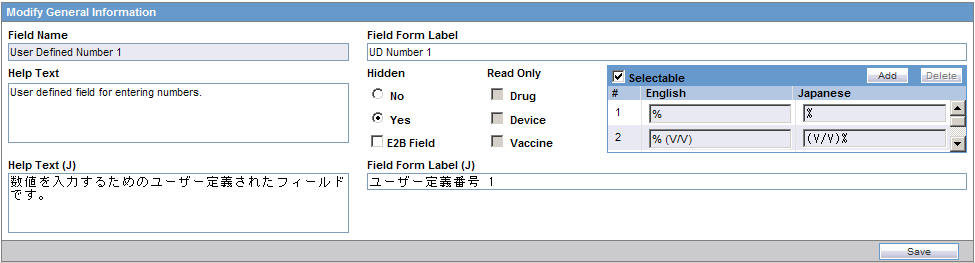 Modify General Information
Field Name
User Defined Number 1
Field Form Label
UD Number 1
Help Text
User defined field for entering numbers.
Hidden
No
Yes
E2B Field
Read Only
Drug
Device
Vaccine
Selectable
Add
Delete
# English Japanese
1 % %
2 % (V/V) (V/V)%
Help Text (J)
数値を入力するためのユーザー定義されたフィールド
です。
Field Form Label (J)
ユーザー定義番号 1
Save